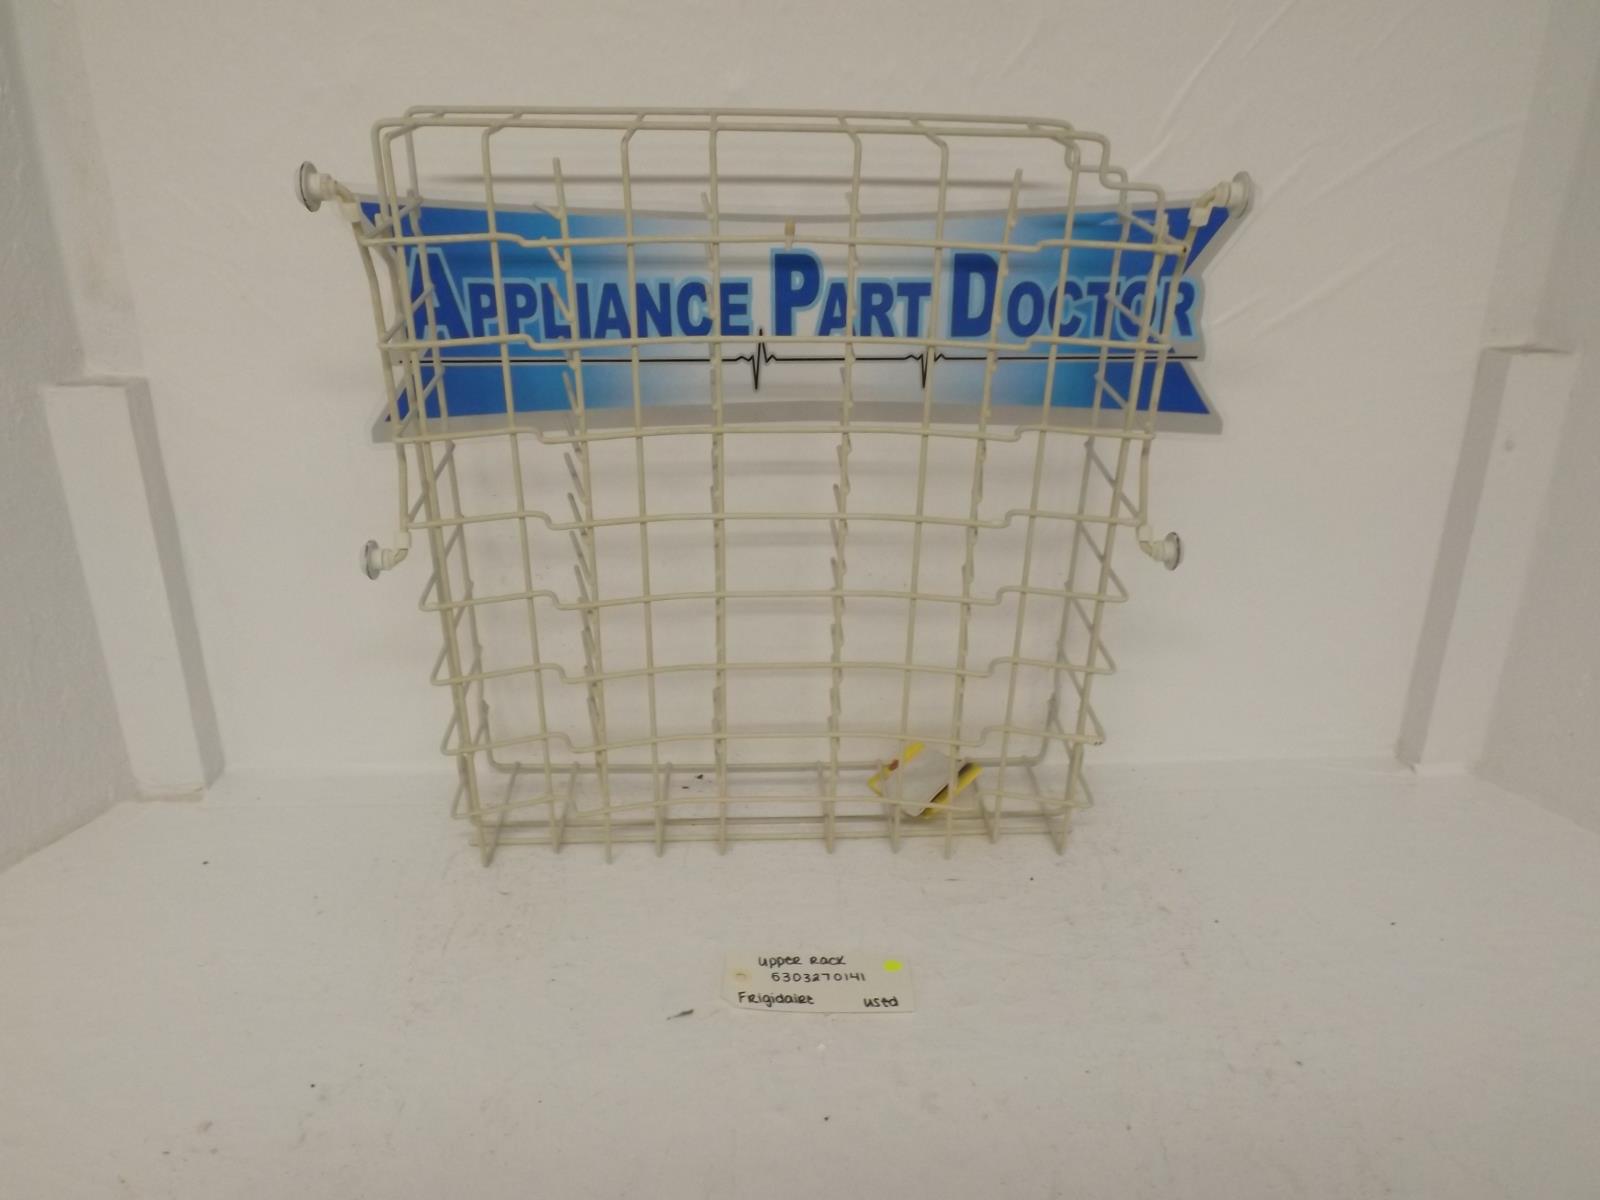 APPLIANCE PART DOCTOR
upper rack
5303270141
Frigidaire used